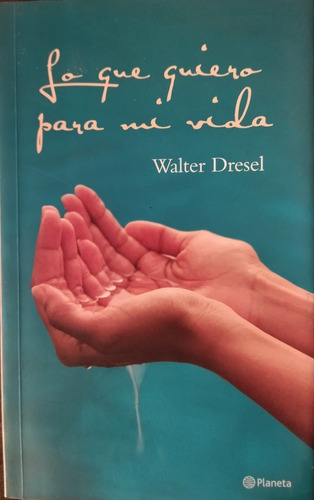 Lo que quiero
para mi vida
Walter Dresel
Planeta